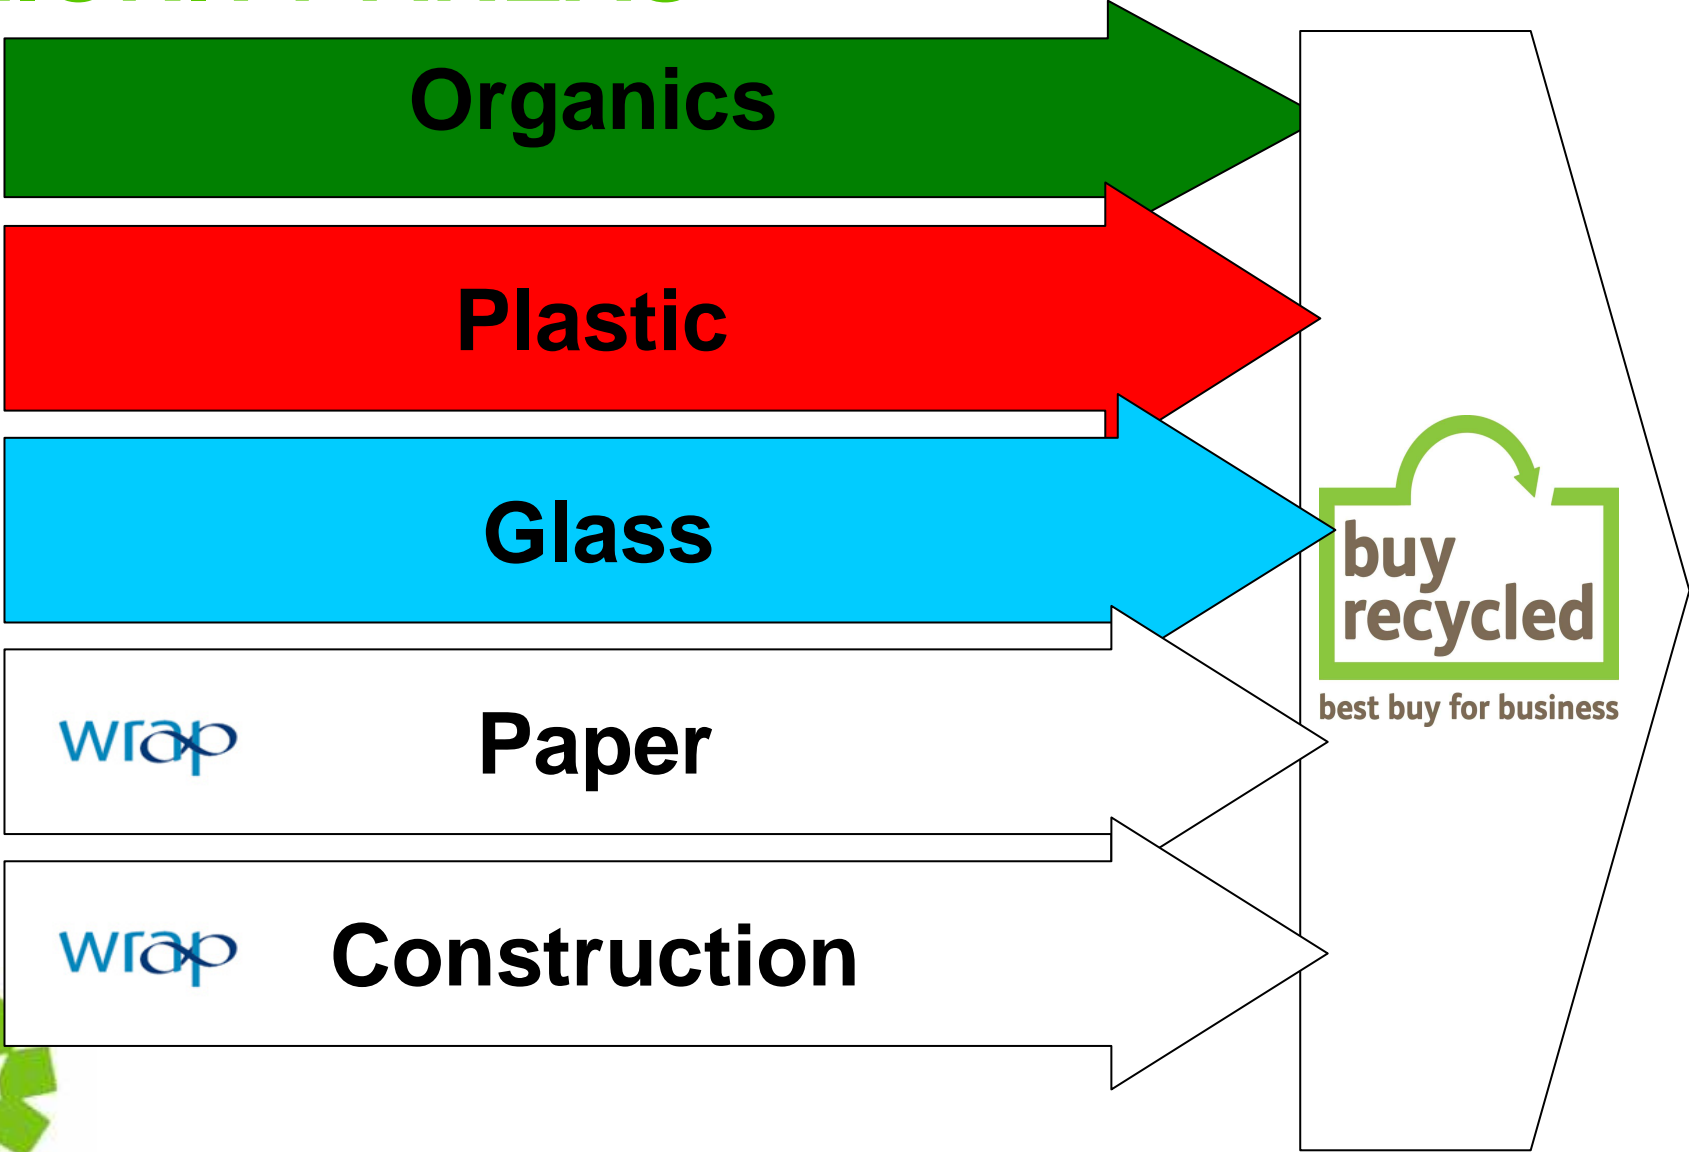 Organics
Plastic
Glass
buy
recycled
best buy for business
wrap
Paper
wrap
Construction